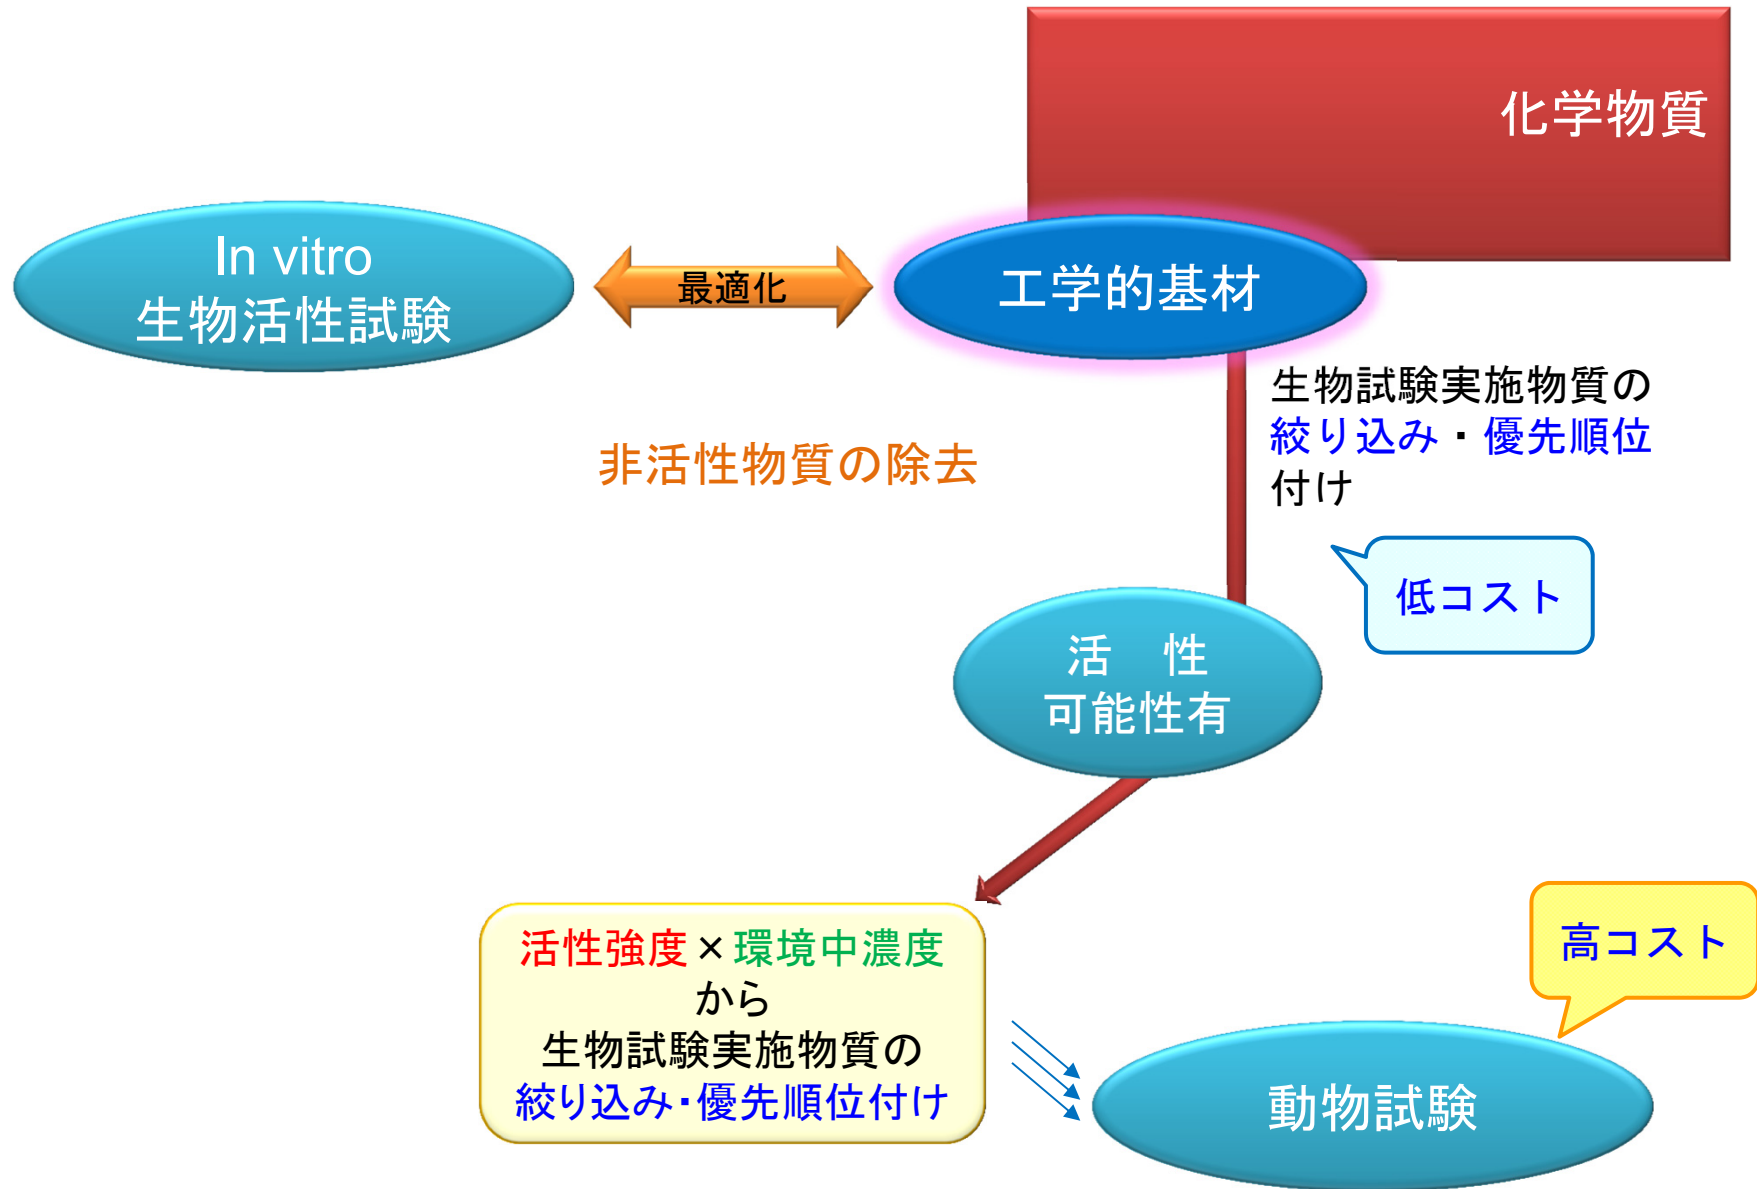 化学物質
In vitro
生物活性試験
最適化
工学的基材
生物試験実施物質の
絞り込み・優先順位
付け
非活性物質の除去
低コスト
活　性
可能性有
活性強度×環境中濃度
から
生物試験実施物質の
絞り込み・優先順位付け
高コスト
動物試験